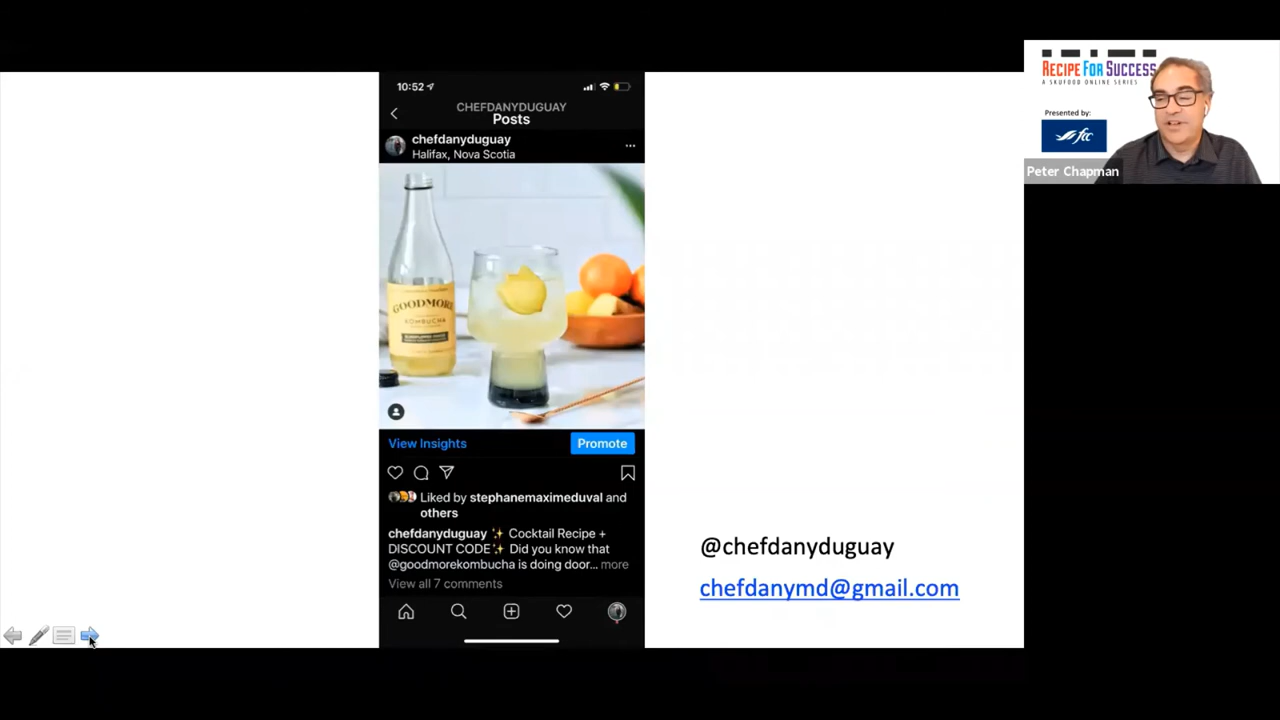 10:52
CHEFDANYDUGUAY
Posts
chefdanyduguay
Halifax, Nova Scotia
GOODMORE
KOMBUCHA
View Insights
Promote
Liked by stephanemaximeduval and
others
chefdanyduguay ✨ Cocktail Recipe +
DISCOUNT CODE✨ Did you know that
@goodmorekombucha is doing door... more
View all 7 comments
@chefdanyduguay
chefdanymd@gmail.com
RECIPE FOR SUCCESS
A SKUFOOD ONLINE SERIES
Presented by:
fcc
Peter Chapman